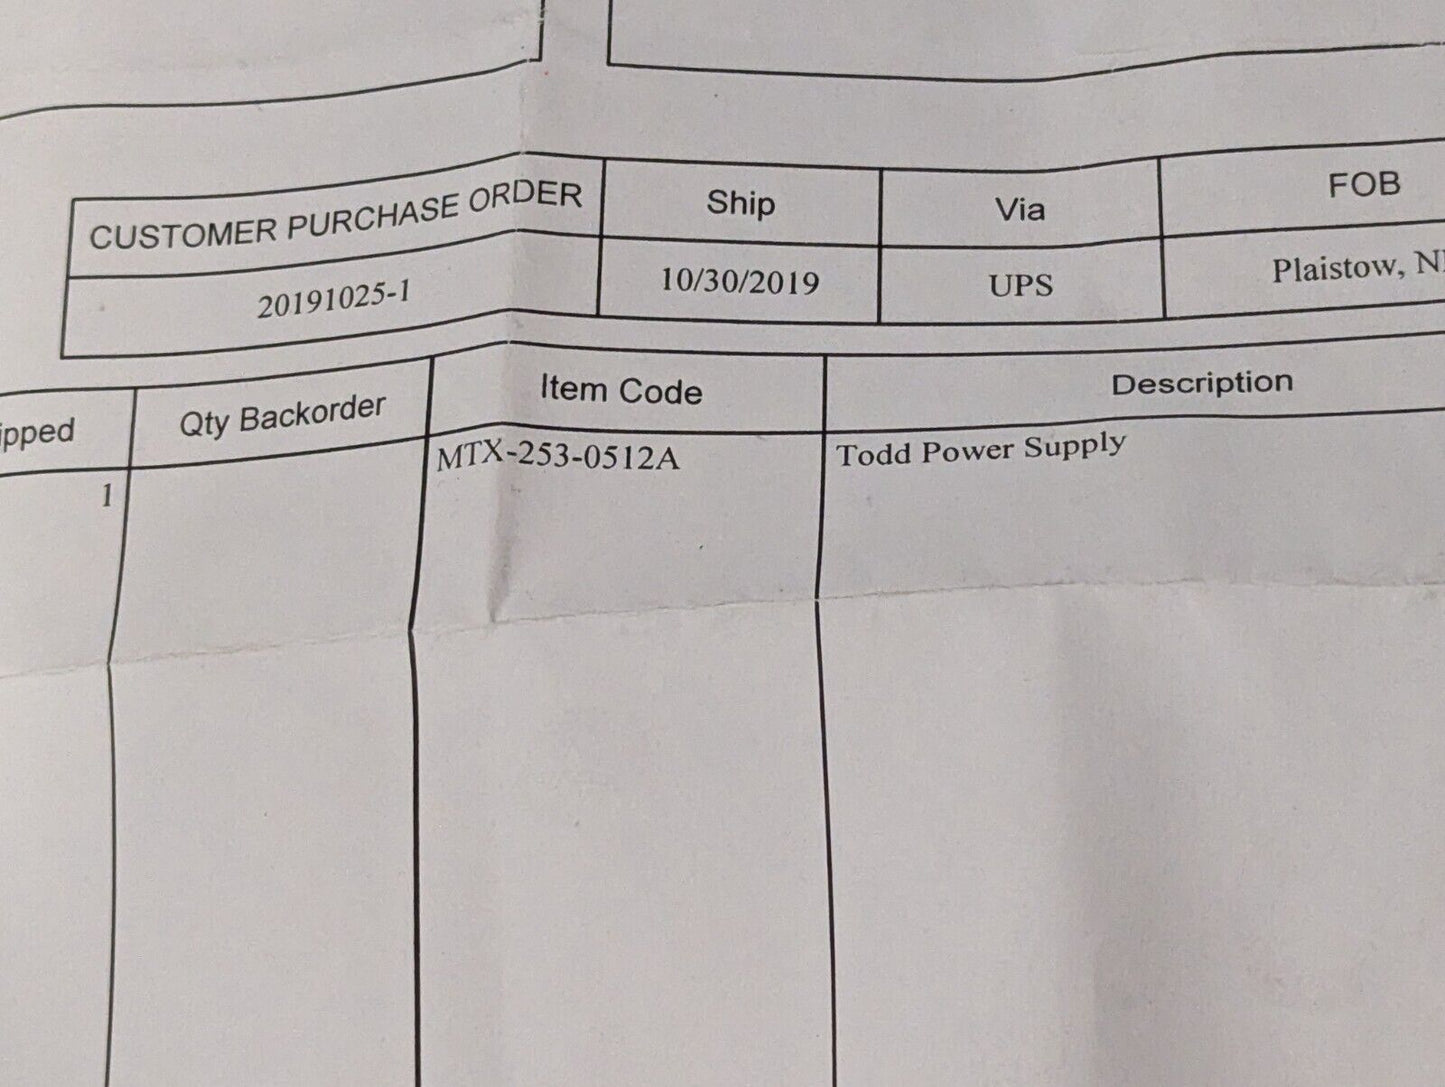 CUSTOMER PURCHASE ORDER Ship Via FOB
20191025-1 10/30/2019 UPS Plaistow,
Qty Backorder Item Code Description
1 MTX-253-0512A Todd Power Supply